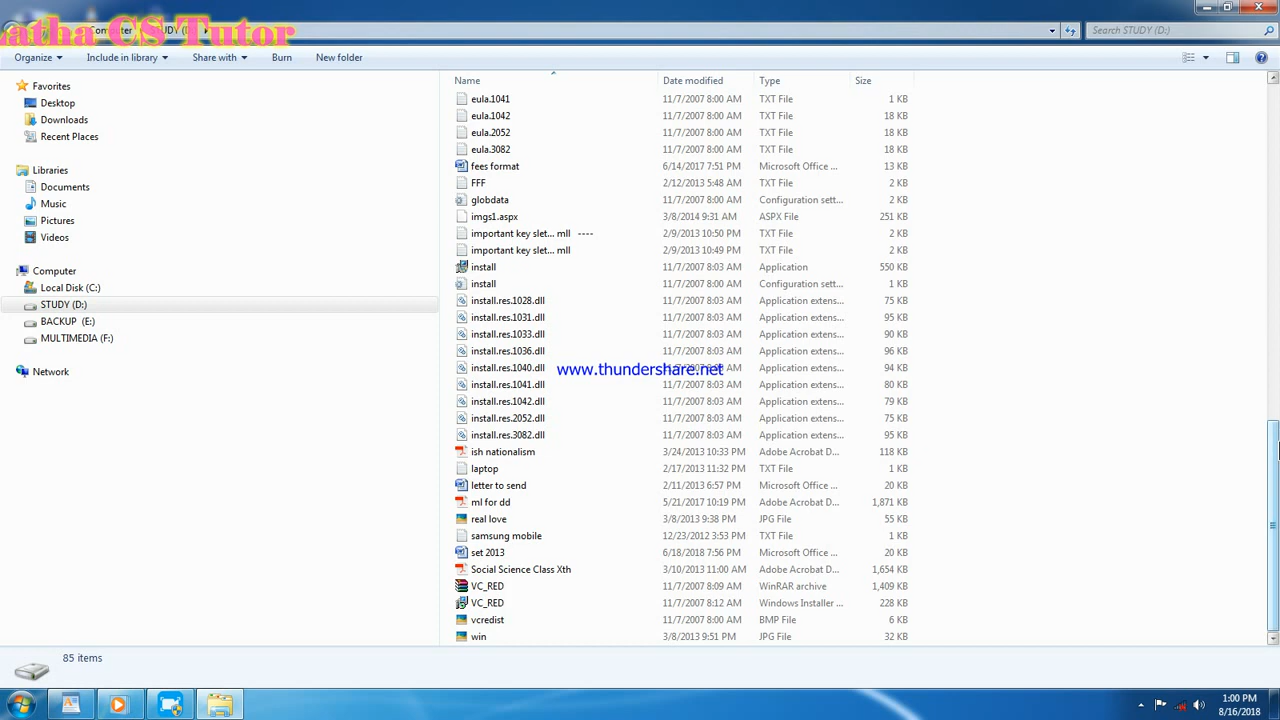 atha CS Tutor
Search STUDY (D:)
Organize Include in library Share with Burn New folder
Name Date modified Type Size
Favorites
Desktop
Downloads
Recent Places
Libraries
Documents
Music
Pictures
Videos
Computer
Local Disk (C:)
STUDY (D:)
BACKUP (E:)
MULTIMEDIA (F:)
Network
eula.1041 11/7/2007 8:00 AM TXT File 1 KB
eula.1042 11/7/2007 8:00 AM TXT File 18 KB
eula.2052 11/7/2007 8:00 AM TXT File 18 KB
eula.3082 11/7/2007 8:00 AM TXT File 18 KB
fees format 6/14/2017 7:51 PM Microsoft Office ... 13 KB
FFF 2/12/2013 5:48 AM TXT File 2 KB
globdata 11/7/2007 8:00 AM Configuration sett... 2 KB
imgs1.aspx 3/8/2014 9:31 AM ASPX File 251 KB
important key slet... mll ---- 2/9/2013 10:50 PM TXT File 2 KB
important key slet... mll 2/9/2013 10:49 PM TXT File 2 KB
install 11/7/2007 8:03 AM Application 550 KB
install 11/7/2007 8:00 AM Configuration sett... 1 KB
install.res.1028.dll 11/7/2007 8:03 AM Application extens... 75 KB
install.res.1031.dll 11/7/2007 8:03 AM Application extens... 95 KB
install.res.1033.dll 11/7/2007 8:03 AM Application extens... 90 KB
install.res.1036.dll 11/7/2007 8:03 AM Application extens... 96 KB
install.res.1040.dll AM Application extens... 94 KB
www.thundershare.net
install.res.1041.dll 11/7/2007 8:03 AM Application extens... 80 KB
install.res.1042.dll 11/7/2007 8:03 AM Application extens... 79 KB
install.res.2052.dll 11/7/2007 8:03 AM Application extens... 75 KB
install.res.3082.dll 11/7/2007 8:03 AM Application extens... 95 KB
ish nationalism 3/24/2013 10:33 PM Adobe Acrobat D... 118 KB
laptop 2/17/2013 11:32 PM TXT File 1 KB
letter to send 2/11/2013 6:57 PM Microsoft Office ... 20 KB
ml for dd 5/21/2017 10:19 PM Adobe Acrobat D... 1,871 KB
real love 3/8/2013 9:38 PM JPG File 55 KB
samsung mobile 12/23/2012 3:53 PM TXT File 1 KB
set 2013 6/18/2018 7:56 PM Microsoft Office ... 20 KB
Social Science Class Xth 3/10/2013 11:00 AM Adobe Acrobat D... 1,654 KB
VC_RED 11/7/2007 8:09 AM WinRAR archive 1,409 KB
VC_RED 11/7/2007 8:12 AM Windows Installer ... 228 KB
vcredist 11/7/2007 8:00 AM BMP File 6 KB
win 3/8/2013 9:51 PM JPG File 32 KB
85 items
1:00 PM
8/16/2018